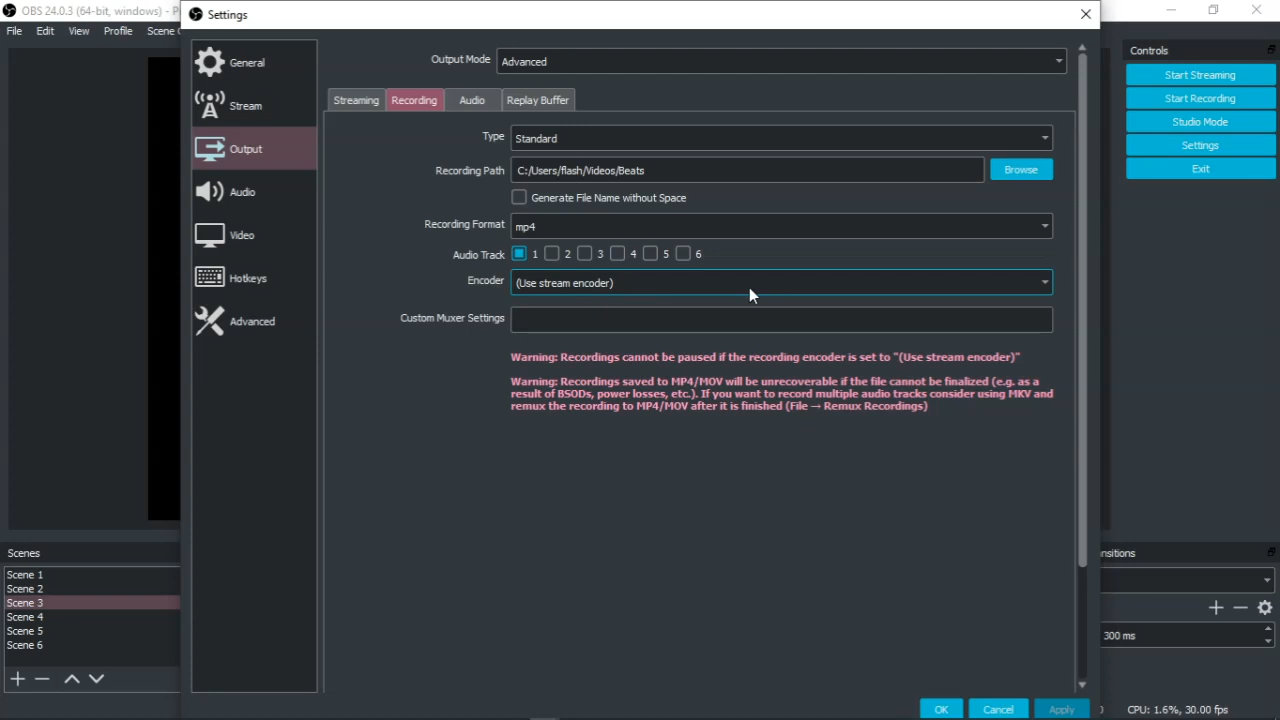 OBS 24.0.3 (64-bit, windows) - P
Settings
File Edit View Profile Scene C
General
Stream
Output
Audio
Video
Hotkeys
Advanced
Output Mode Advanced
Streaming Recording Audio Replay Buffer
Type Standard
Recording Path C:/Users/flash/Videos/Beats Browse
Generate File Name without Space
Recording Format mp4
Audio Track 1 2 3 4 5 6
Encoder (Use stream encoder)
Custom Muxer Settings
Warning: Recordings cannot be paused if the recording encoder is set to "(Use stream encoder)"
Warning: Recordings saved to MP4/MOV will be unrecoverable if the file cannot be finalized (e.g. as a
result of BSODs, power losses, etc.). If you want to record multiple audio tracks consider using MKV and
remux the recording to MP4/MOV after it is finished (File → Remux Recordings)
Controls
Start Streaming
Start Recording
Studio Mode
Settings
Exit
Scenes
Scene 1
Scene 2
Scene 3
Scene 4
Scene 5
Scene 6
nsitions
300 ms
OK Cancel Apply
CPU: 1.6%, 30.00 fps